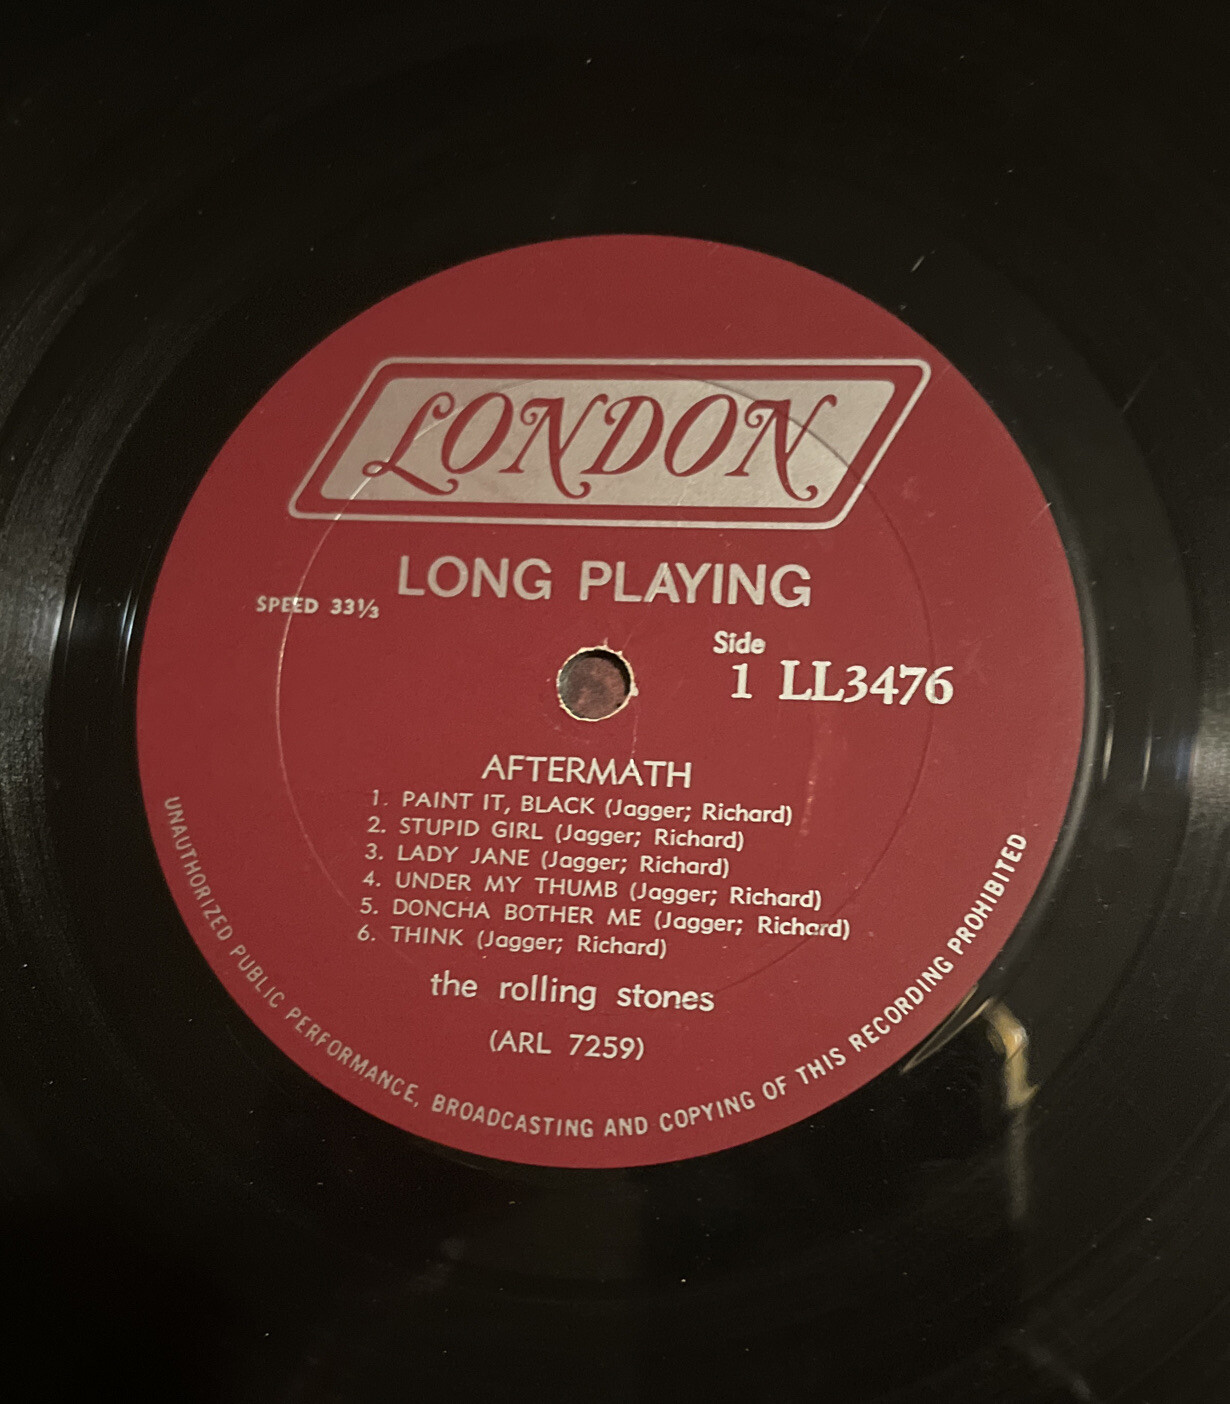 LONDON
LONG PLAYING
SPEED 33⅓
Side
1 LL3476
AFTERMATH
1. PAINT IT, BLACK (Jagger; Richard)
2. STUPID GIRL (Jagger; Richard)
3. LADY JANE (Jagger; Richard)
4. UNDER MY THUMB (Jagger; Richard)
5. DONCHA BOTHER ME (Jagger; Richard)
6. THINK (Jagger; Richard)
the rolling stones
(ARL 7259)
UNAUTHORIZED PUBLIC PERFORMANCE, BROADCASTING AND COPYING OF THIS RECORDING PROHIBITED